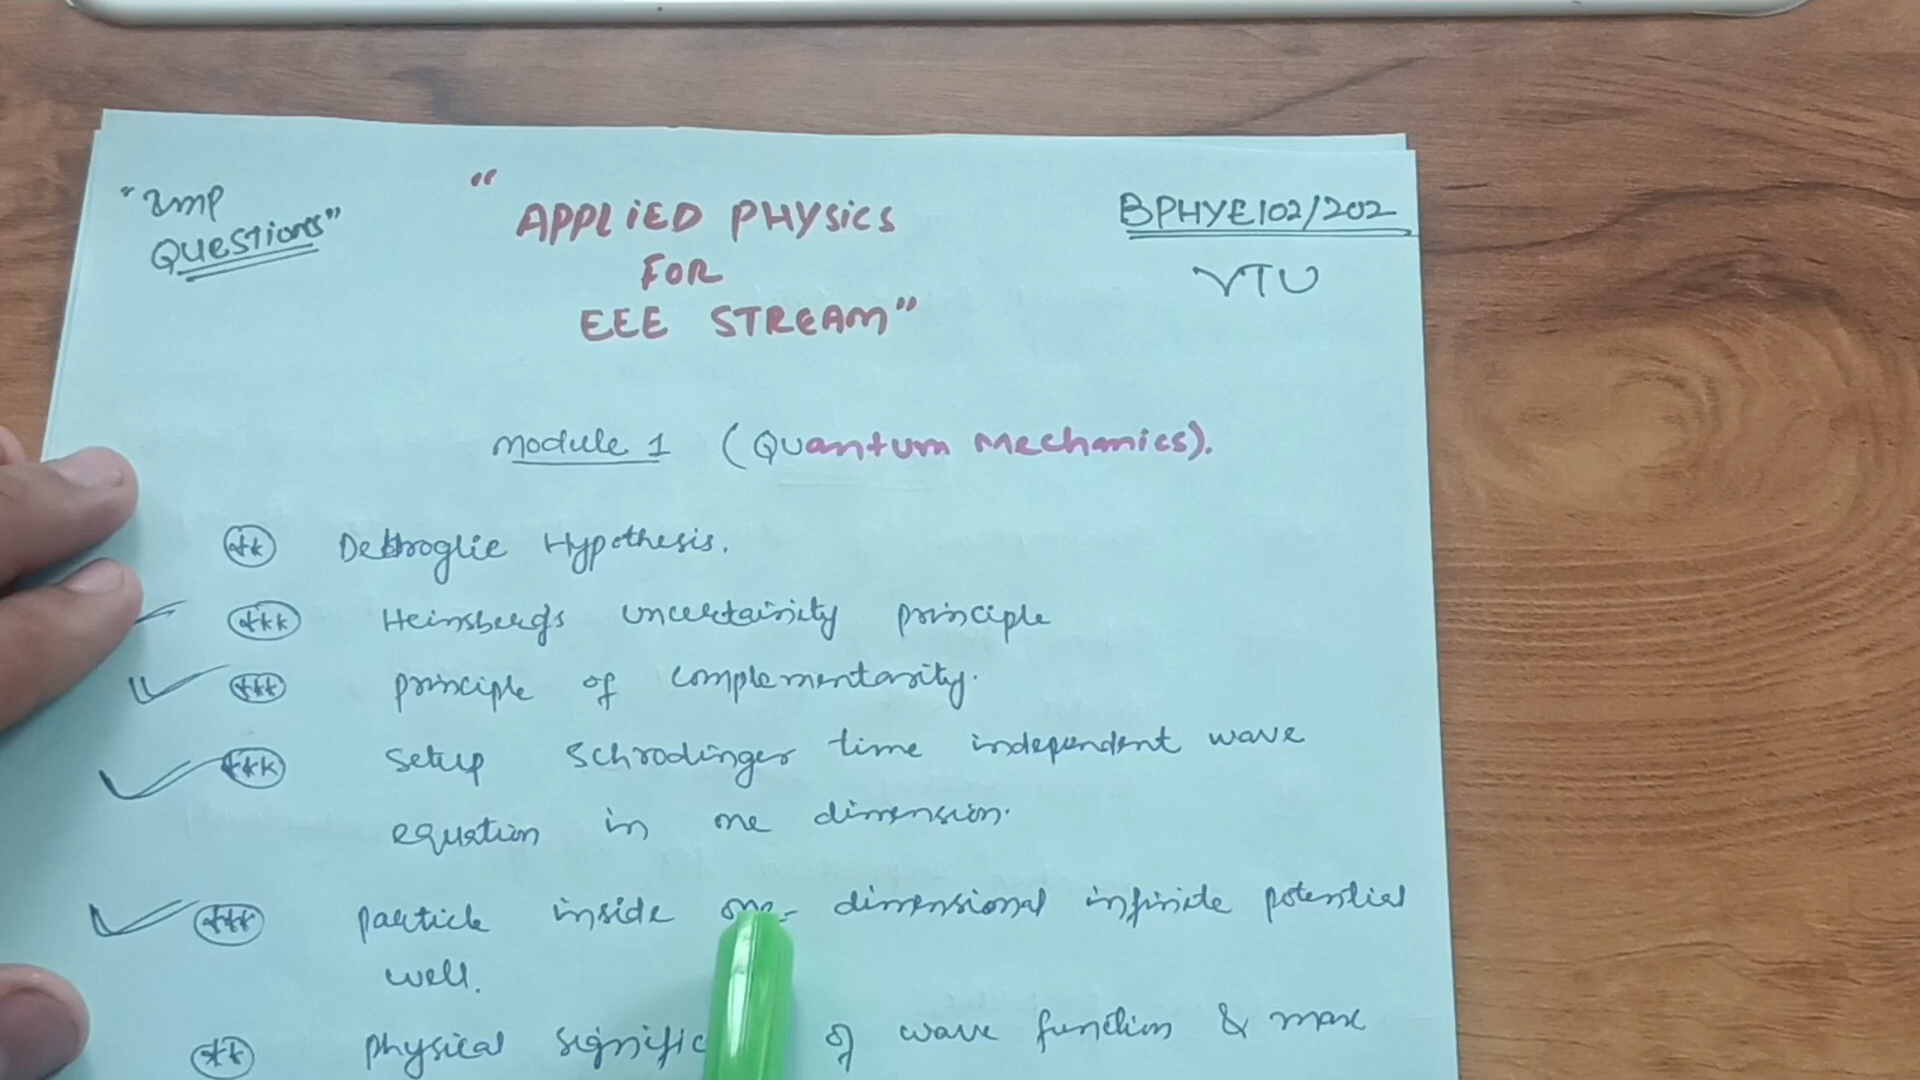 "Imp
Questions"
"APPLIED PHYSICS
FOR
EEE STREAM"
BPHYE102/202
VTU
Module 1 (Quantum Mechanics).
** Debroglie Hypothesis.
*** Heinsberg's uncertainity principle
*** principle of complementarity.
*** Setup Schrodinger time independent wave
equation in one dimension.
*** particle inside one- dimensional infinite potential
well.
** physical of wave function & max